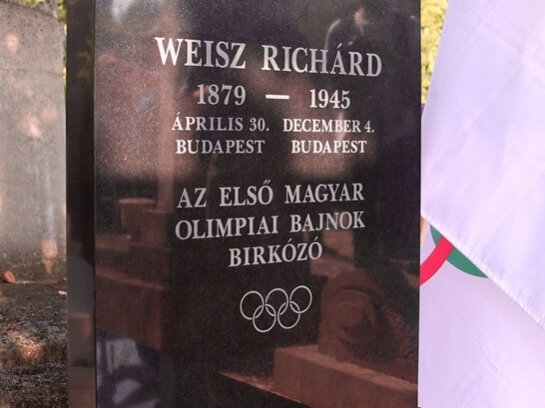 WEISZ RICHÁRD
1879 — 1945
ÁPRILIS 30. DECEMBER 4.
BUDAPEST BUDAPEST
AZ ELSŐ MAGYAR
OLIMPIAI BAJNOK
BIRKÓZÓ